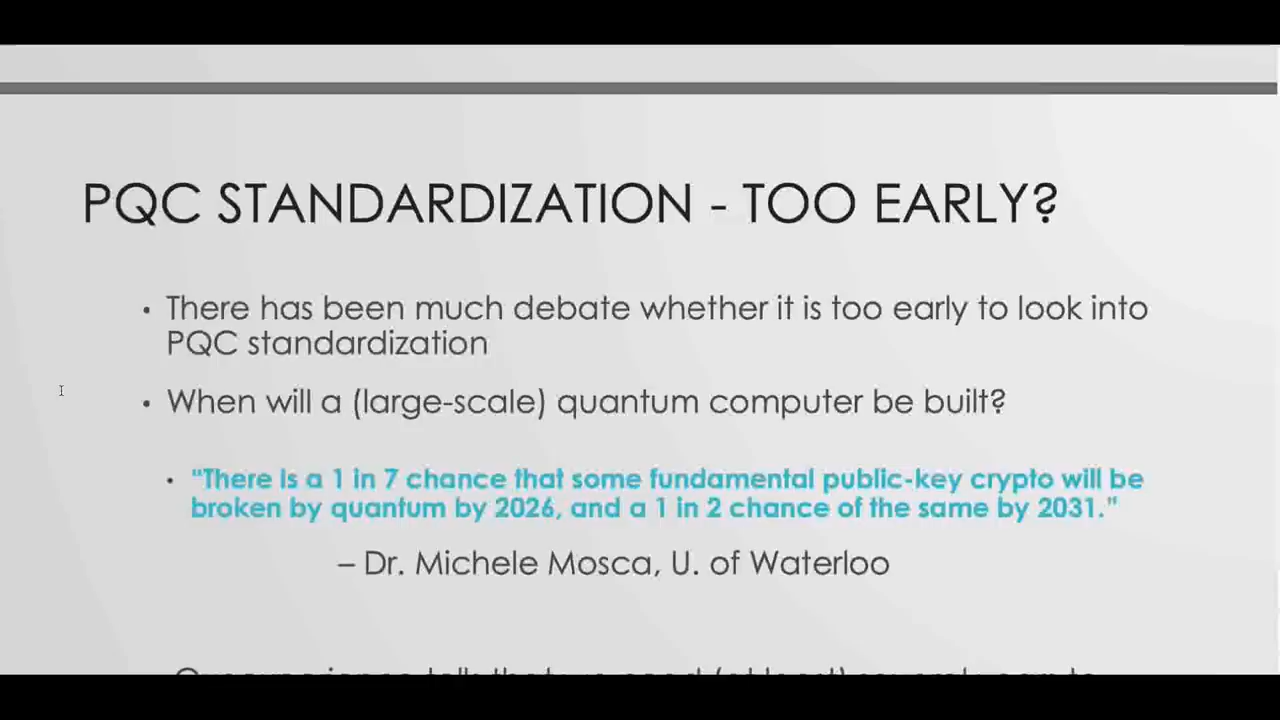 PQC STANDARDIZATION - TOO EARLY?
• There has been much debate whether it is too early to look into
PQC standardization
• When will a (large-scale) quantum computer be built?
• "There is a 1 in 7 chance that some fundamental public-key crypto will be
broken by quantum by 2026, and a 1 in 2 chance of the same by 2031."
– Dr. Michele Mosca, U. of Waterloo